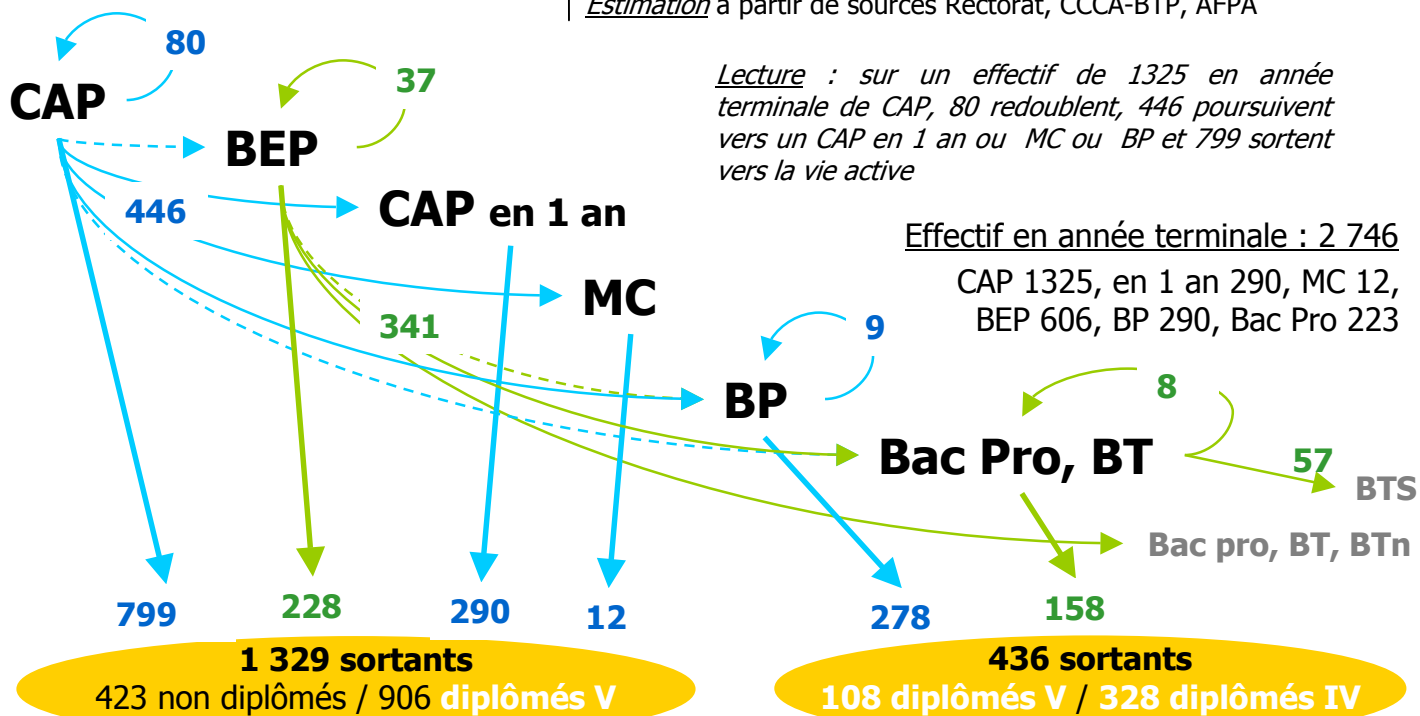 Estimation à partir de sources Rectorat, CCCA-BTP, AFPA
80
CAP
37
Lecture : sur un effectif de 1325 en année
terminale de CAP, 80 redoublent, 446 poursuivent
vers un CAP en 1 an ou MC ou BP et 799 sortent
vers la vie active
BEP
446
CAP en 1 an
Effectif en année terminale : 2 746
CAP 1325, en 1 an 290, MC 12,
BEP 606, BP 290, Bac Pro 223
MC
341
9
BP
8
Bac Pro, BT
57
BTS
Bac pro, BT, BTn
799
228
290
12
278
158
1 329 sortants
423 non diplômés / 906 diplômés V
436 sortants
108 diplômés V / 328 diplômés IV